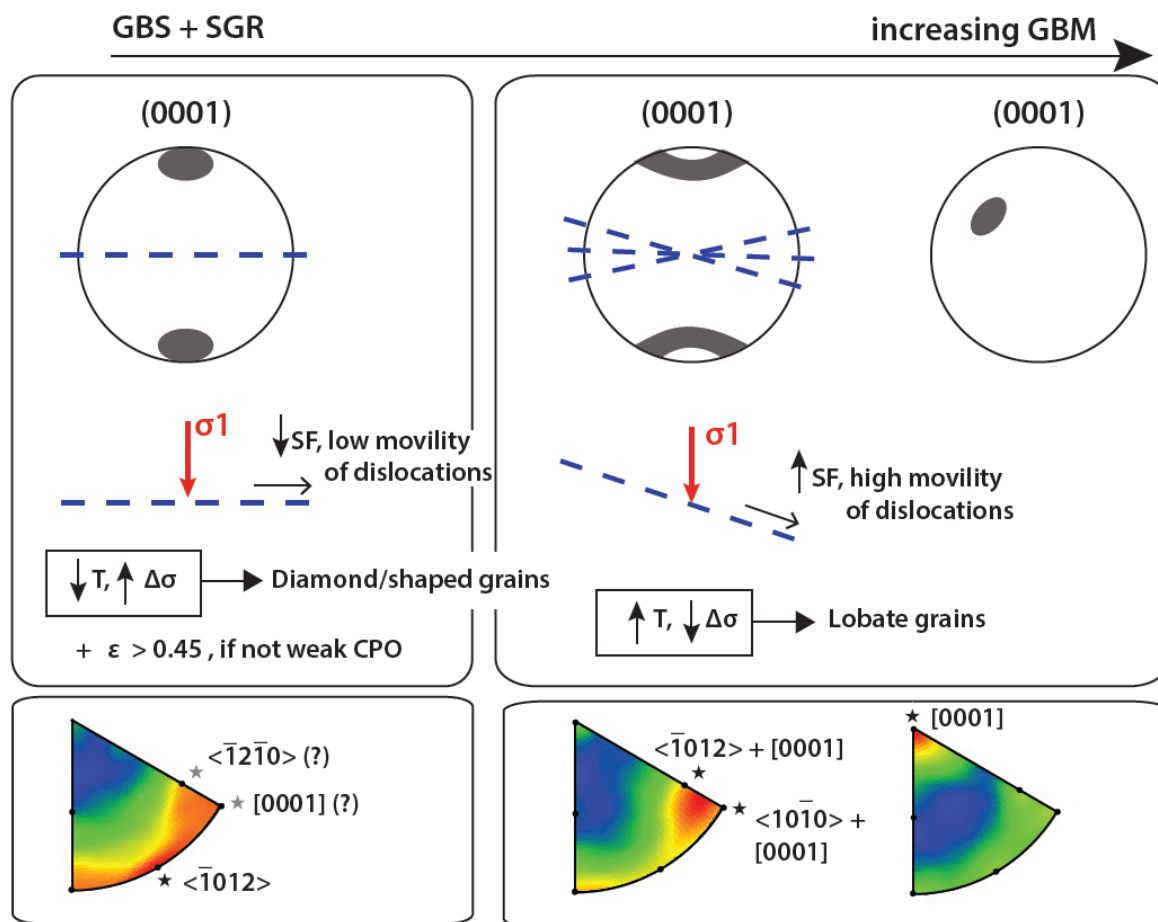 GBS + SGR
increasing GBM
(0001)
(0001)
(0001)
σ1
↓SF, low movility
of dislocations
σ1
↑SF, high movility
of dislocations
↓T, ↑Δσ
Diamond/shaped grains
+ ε > 0.45 , if not weak CPO
↑T, ↓Δσ
Lobate grains
<1̅21̅0> (?)
[0001] (?)
<1̅012>
<1̅012> + [0001]
<101̅0> +
[0001]
[0001]